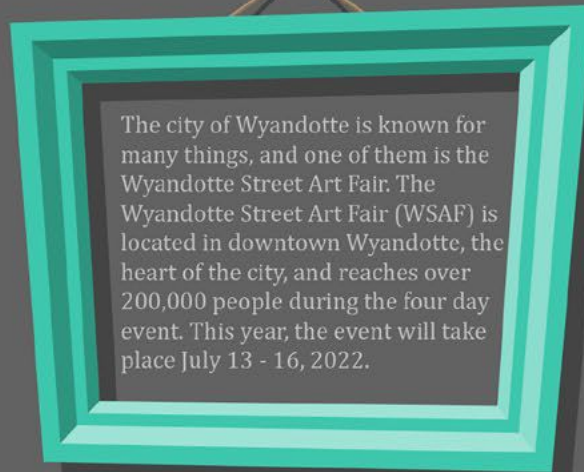 The city of Wyandotte is known for
many things, and one of them is the
Wyandotte Street Art Fair. The
Wyandotte Street Art Fair (WSAF) is
located in downtown Wyandotte, the
heart of the city, and reaches over
200,000 people during the four day
event. This year, the event will take
place July 13 - 16, 2022.